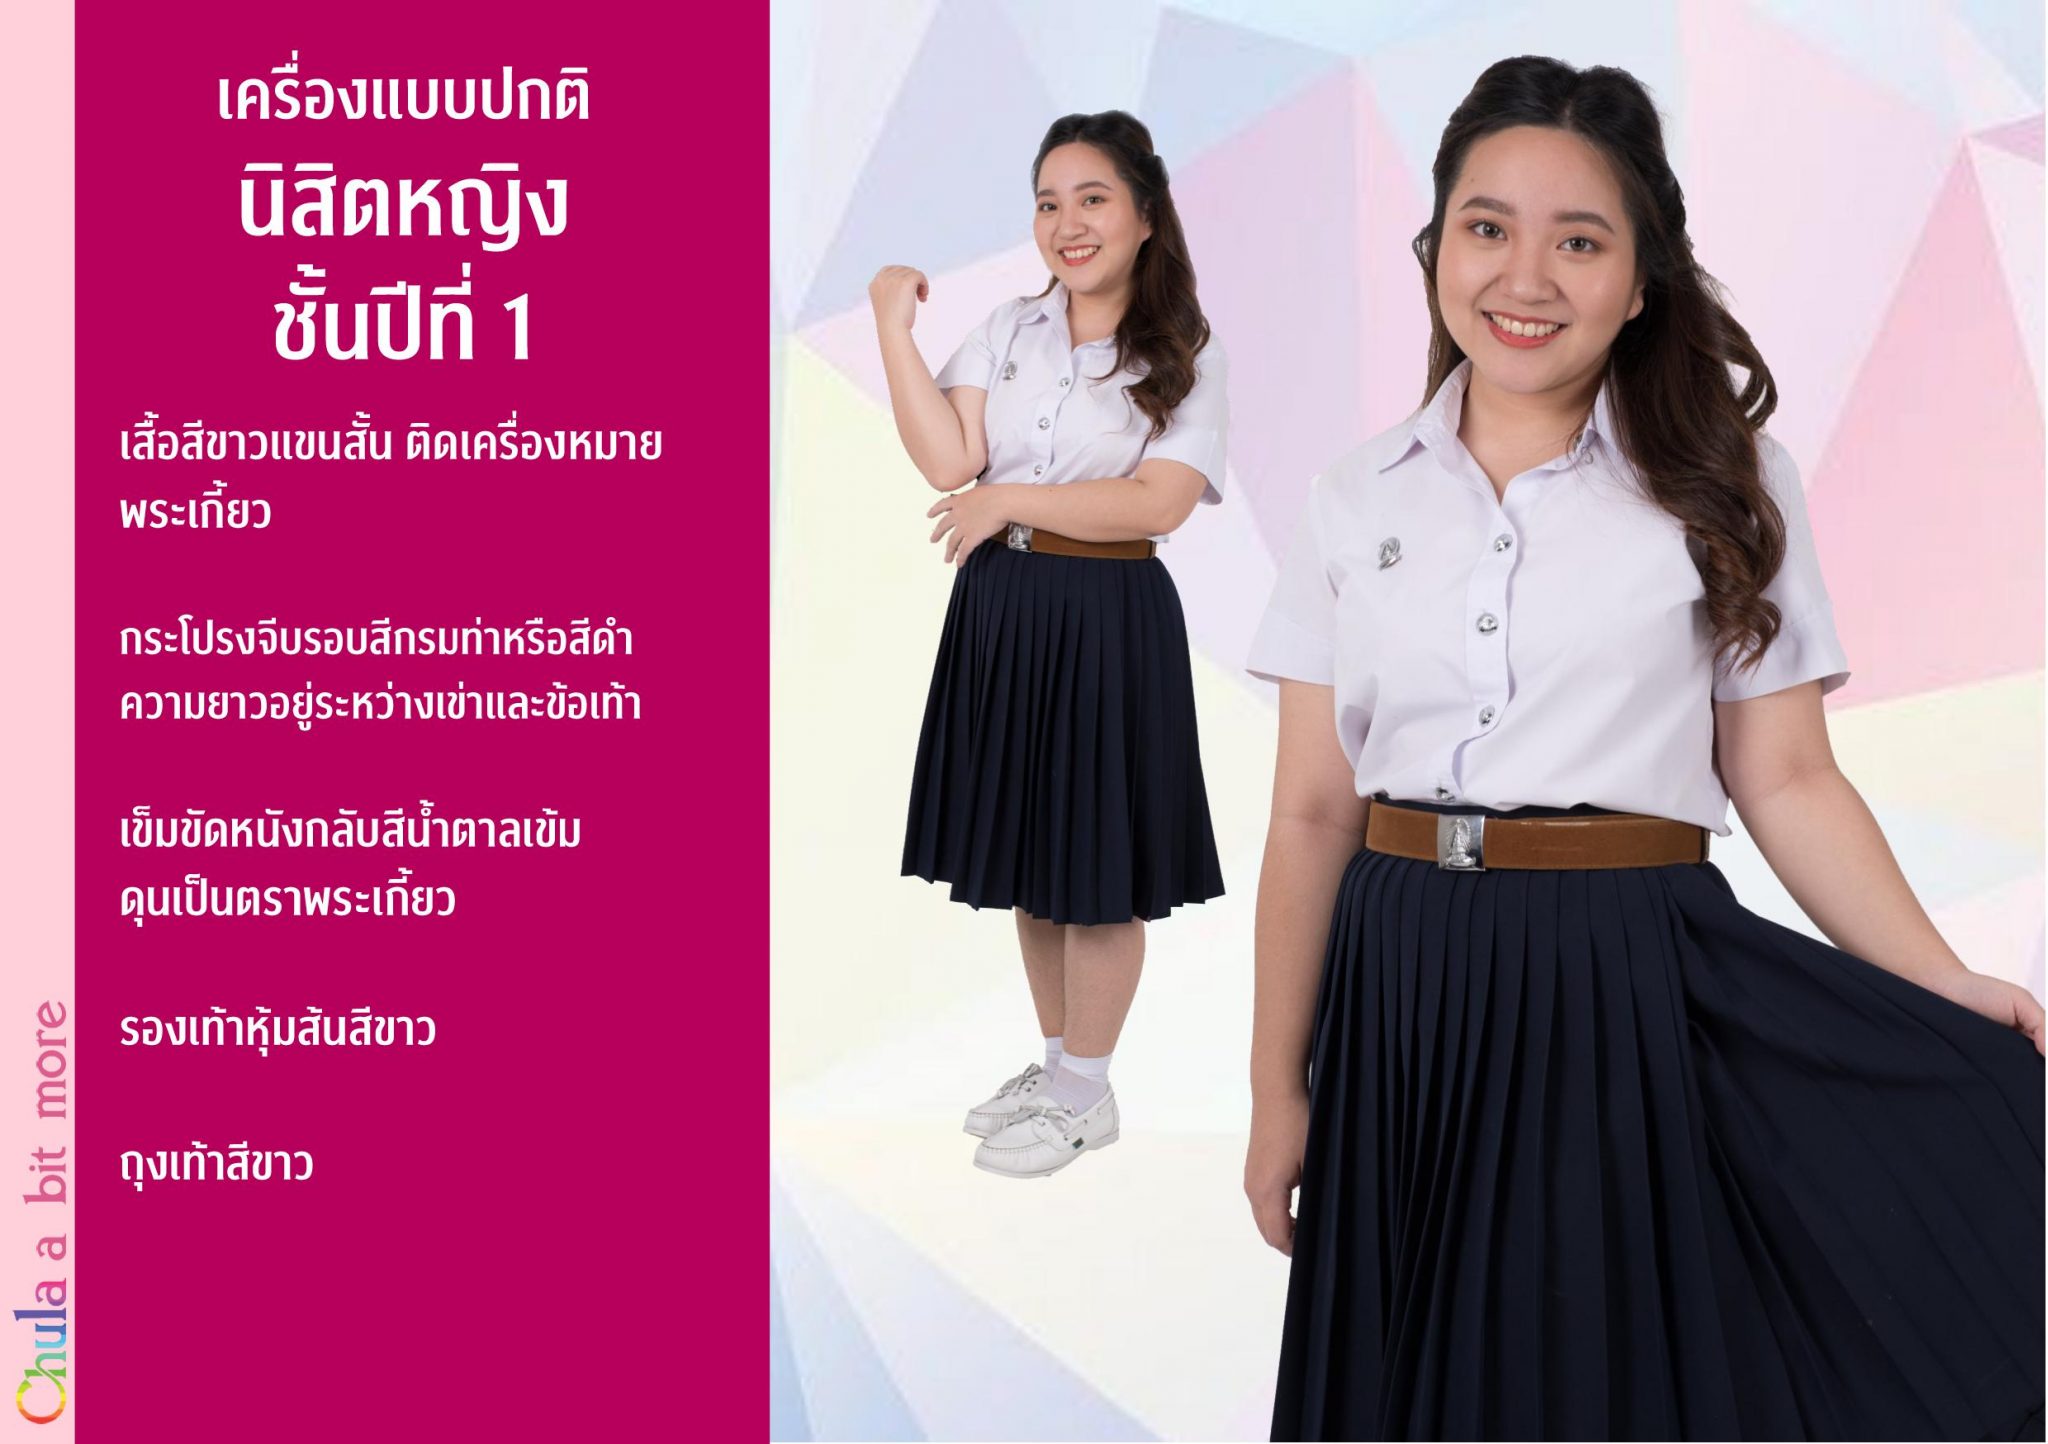 เครื่องแบบปกติ
นิสิตหญิง
ชั้นปีที่ 1
เสื้อสีขาวแขนสั้น ติดเครื่องหมาย
พระเกี้ยว
กระโปรงจีบรอบสีกรมท่าหรือสีดำ
ความยาวอยู่ระหว่างเข่าและข้อเท้า
เข็มขัดหนังกลับสีน้ำตาลเข้ม
ดุนเป็นตราพระเกี้ยว
รองเท้าหุ้มส้นสีขาว
ถุงเท้าสีขาว
Chula a bit more